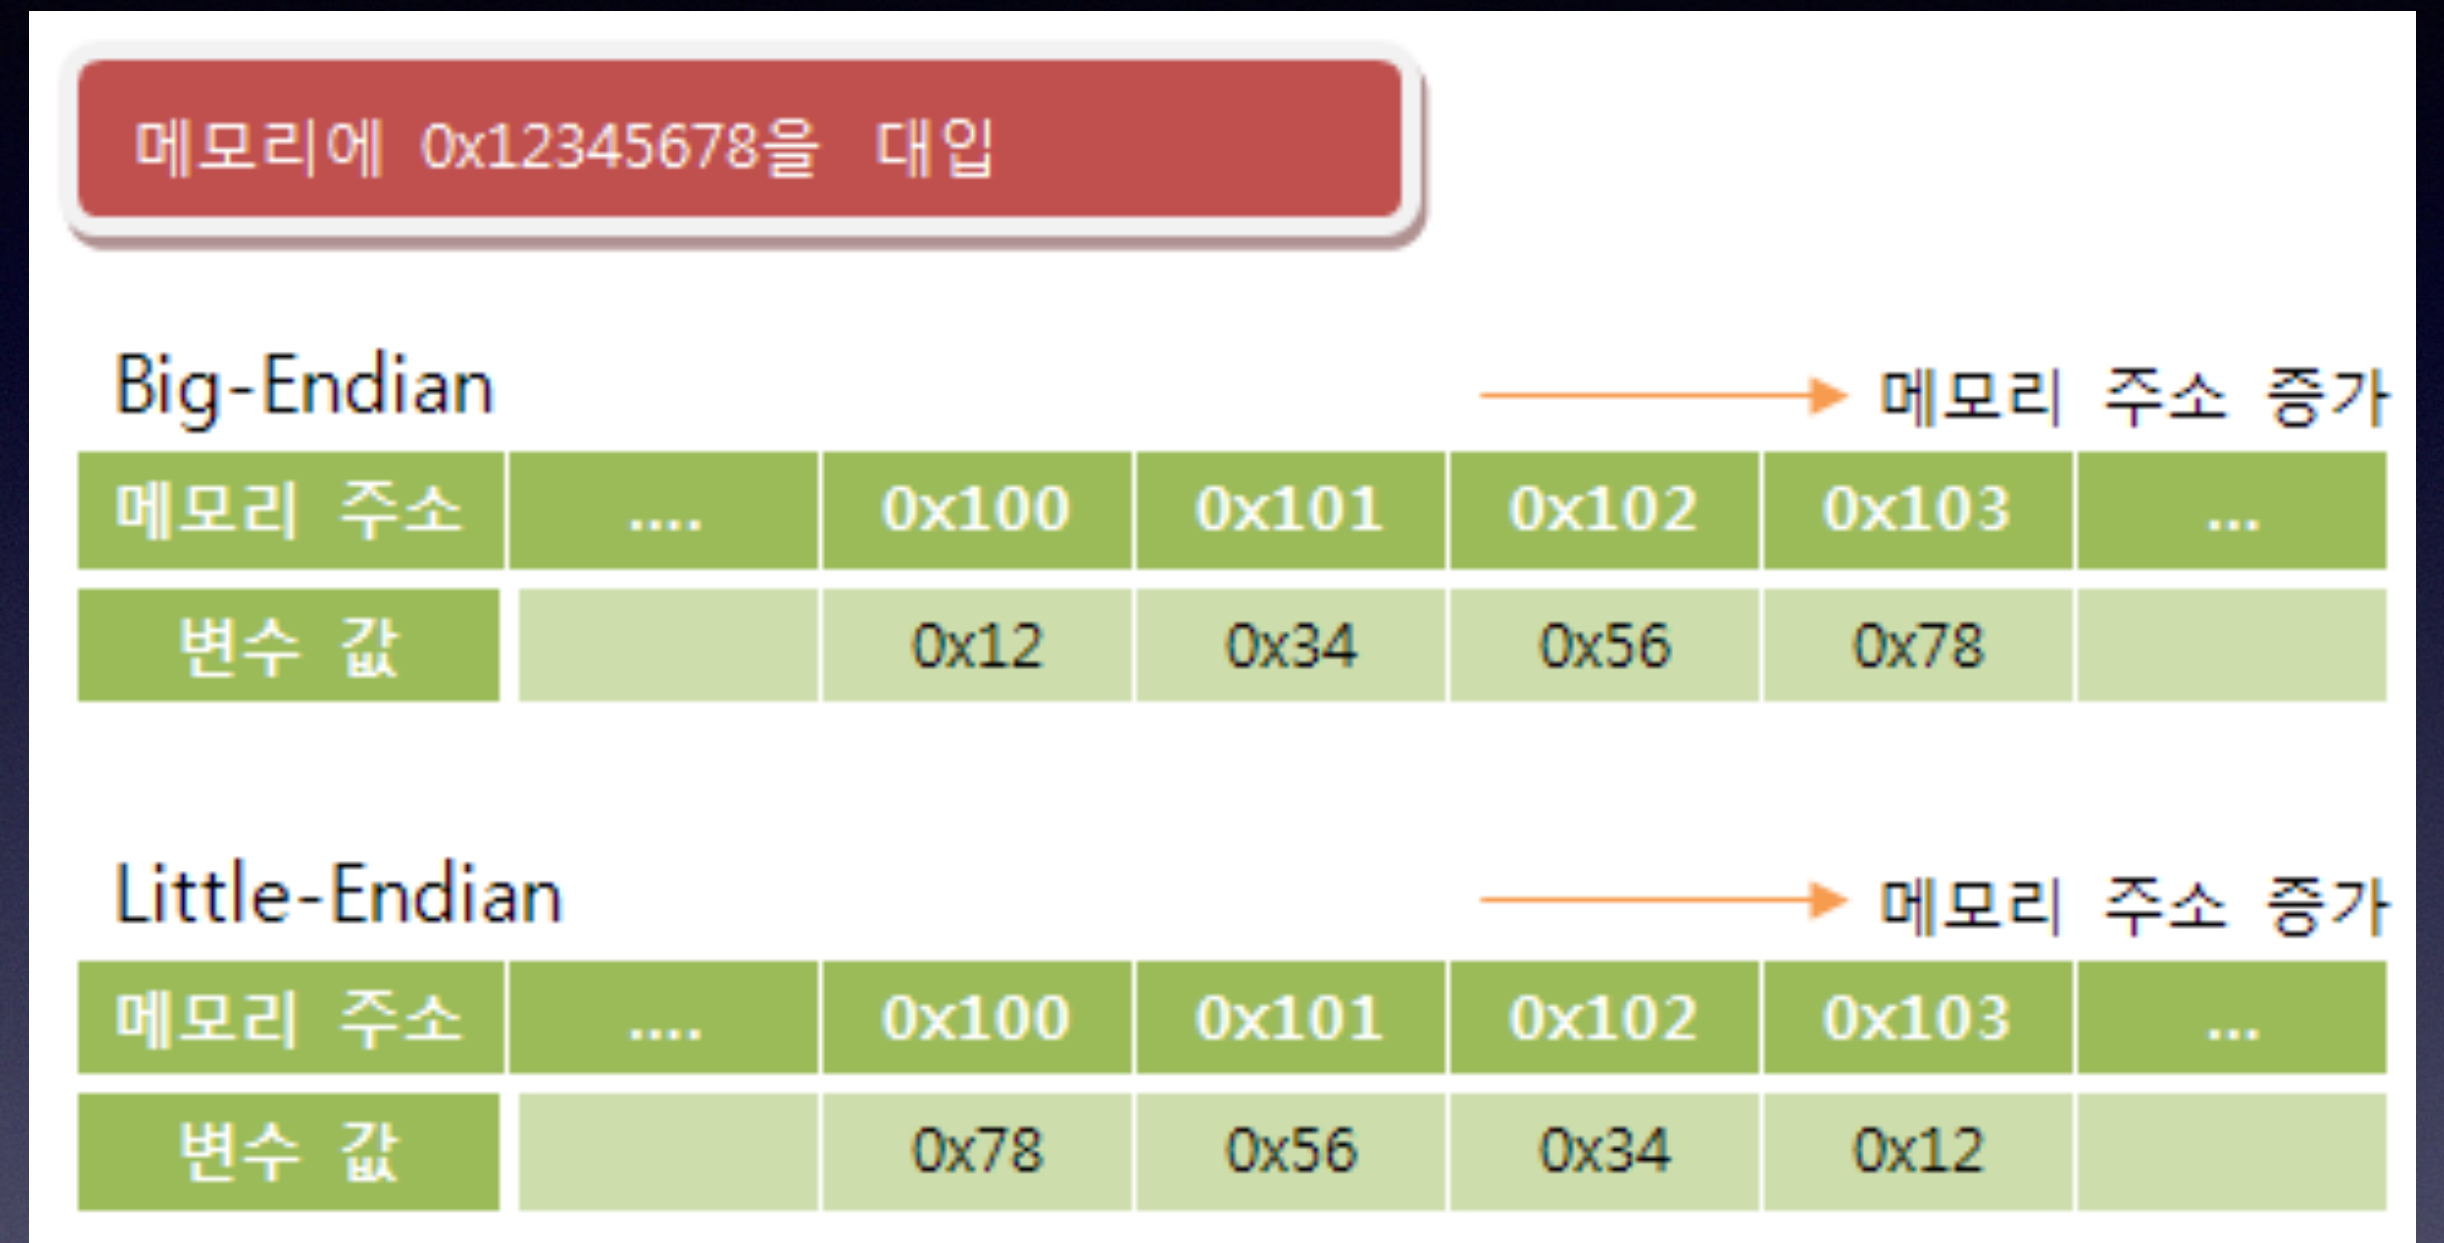 메모리에 0x12345678을 대입
Big-Endian
메모리 주소 증가
메모리 주소 .... 0x100 0x101 0x102 0x103 ...
변수 값 0x12 0x34 0x56 0x78
Little-Endian
메모리 주소 증가
메모리 주소 .... 0x100 0x101 0x102 0x103 ...
변수 값 0x78 0x56 0x34 0x12